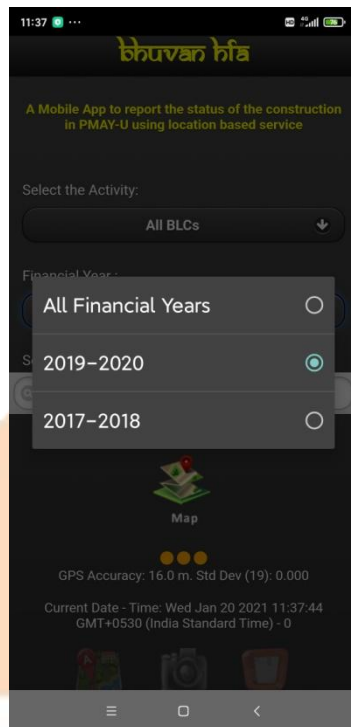 11:37
bhuvan hfa
A Mobile App to report the status of the construction
in PMAY-U using location based service
Select the Activity:
All BLCs
Financial Year :
All Financial Years
2019-2020
2017-2018
Map
GPS Accuracy: 16.0 m. Std Dev (19): 0.000
Current Date - Time: Wed Jan 20 2021 11:37:44
GMT+0530 (India Standard Time) - 0